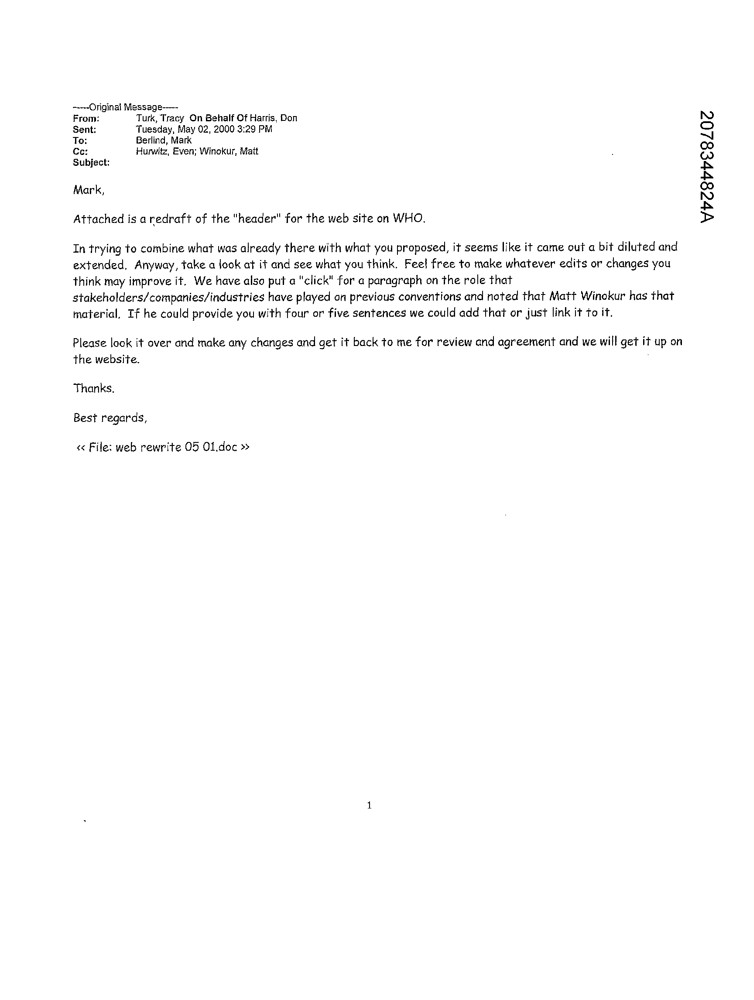 -----Original Message-----
From: Turk, Tracy On Behalf Of Harris, Don
Sent: Tuesday, May 02, 2000 3:29 PM
To: Berlind, Mark
Cc: Hurwitz, Even; Winokur, Matt
Subject:
Mark,
Attached is a redraft of the "header" for the web site on WHO.
In trying to combine what was already there with what you proposed, it seems like it came out a bit diluted and
extended. Anyway, take a look at it and see what you think. Feel free to make whatever edits or changes you
think may improve it. We have also put a "click" for a paragraph on the role that
stakeholders/companies/industries have played on previous conventions and noted that Matt Winokur has that
material. If he could provide you with four or five sentences we could add that or just link it to it.
Please look it over and make any changes and get it back to me for review and agreement and we will get it up on
the website.
Thanks.
Best regards,
<< File: web rewrite 05 01.doc >>
1
2078344824A